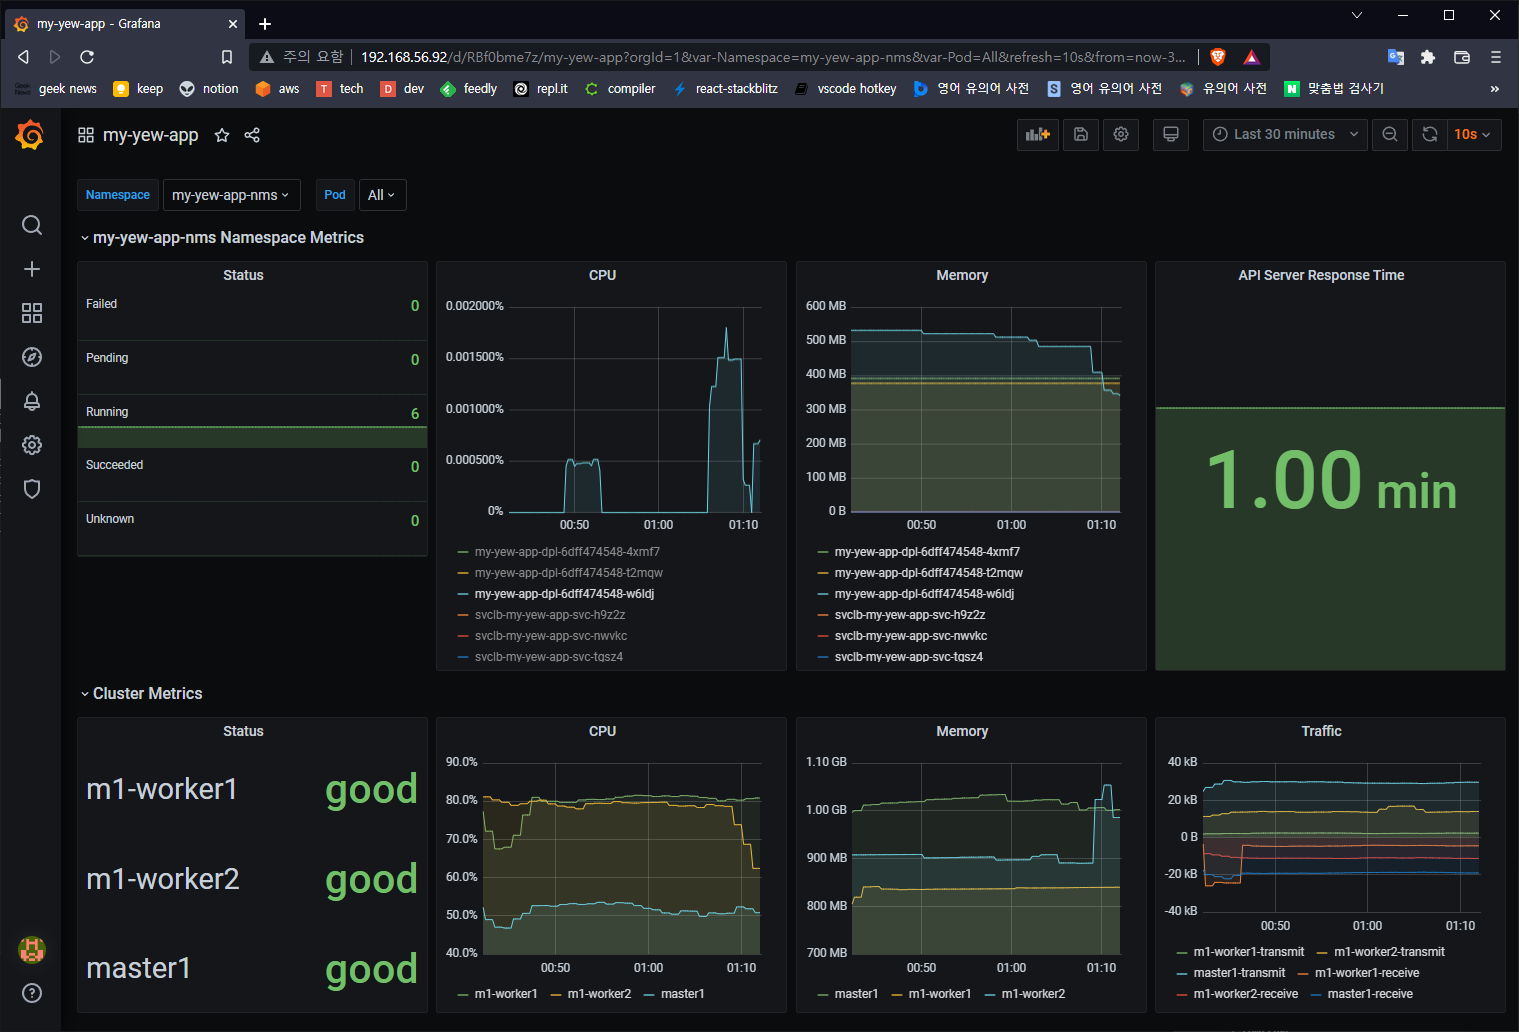 my-yew-app - Grafana
주의 요함 192.168.56.92/d/RBf0bme7z/my-yew-app?orgId=1&var-Namespace=my-yew-app-nms&var-Pod=All&refresh=10s&from=now-3...
geek news keep notion aws tech dev feedly repl.it compiler react-stackblitz vscode hotkey 영어 유의어 사전 영어 유의어 사전 유의어 사전 맞춤법 검사기 »
my-yew-app Last 30 minutes 10s
Namespace my-yew-app-nms Pod All
my-yew-app-nms Namespace Metrics
Status
Failed 0
Pending 0
Running 6
Succeeded 0
Unknown 0
CPU
0.002000%
0.001500%
0.001000%
0.000500%
0%
00:50 01:00 01:10
my-yew-app-dpl-6dff474548-4xmf7
my-yew-app-dpl-6dff474548-t2mqw
my-yew-app-dpl-6dff474548-w6ldj
svclb-my-yew-app-svc-h9z2z
svclb-my-yew-app-svc-nwvkc
svclb-my-yew-app-svc-tgsz4
Memory
600 MB
500 MB
400 MB
300 MB
200 MB
100 MB
0 B
00:50 01:00 01:10
my-yew-app-dpl-6dff474548-4xmf7
my-yew-app-dpl-6dff474548-t2mqw
my-yew-app-dpl-6dff474548-w6ldj
svclb-my-yew-app-svc-h9z2z
svclb-my-yew-app-svc-nwvkc
svclb-my-yew-app-svc-tgsz4
API Server Response Time
1.00 min
Cluster Metrics
Status
m1-worker1 good
m1-worker2 good
master1 good
CPU
90.0%
80.0%
70.0%
60.0%
50.0%
40.0%
00:50 01:00 01:10
m1-worker1 m1-worker2 master1
Memory
1.10 GB
1.00 GB
900 MB
800 MB
700 MB
00:50 01:00 01:10
master1 m1-worker1 m1-worker2
Traffic
40 kB
20 kB
0 B
-20 kB
-40 kB
00:50 01:00 01:10
m1-worker1-transmit m1-worker2-transmit
master1-transmit m1-worker1-receive
m1-worker2-receive master1-receive